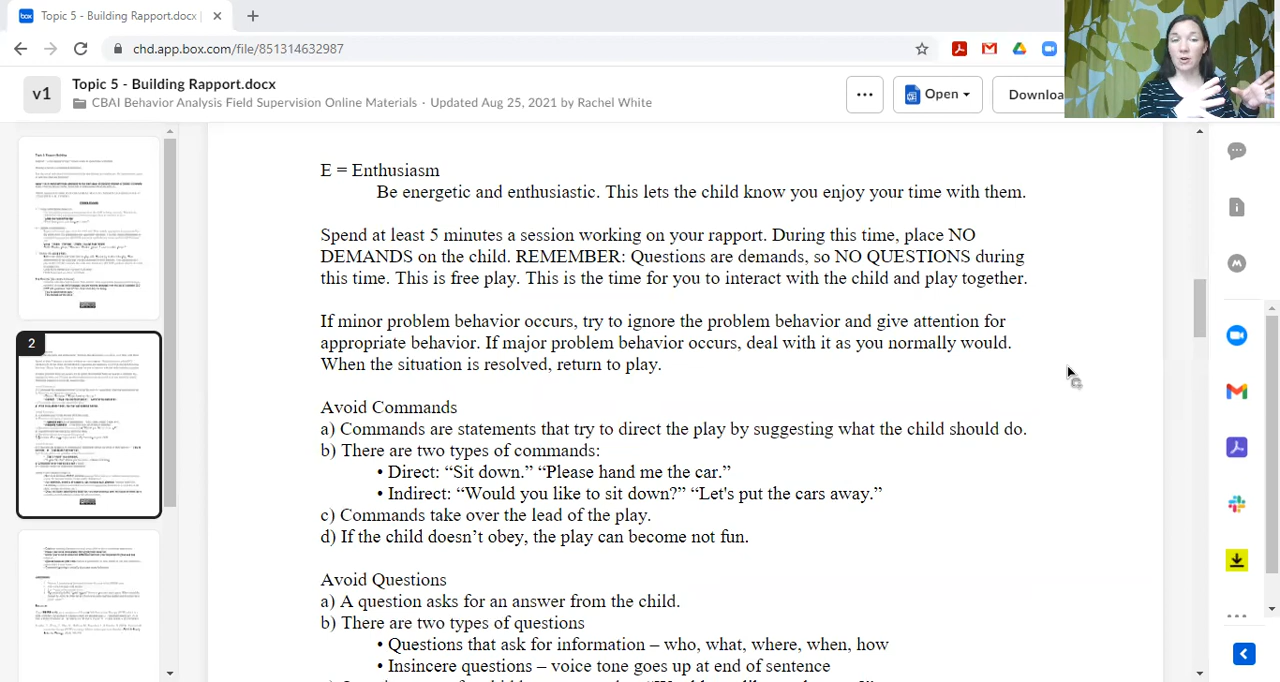 Topic 5 - Building Rapport.docx |
chd.app.box.com/file/851314632987
v1
Topic 5 - Building Rapport.docx
CBAI Behavior Analysis Field Supervision Online Materials · Updated Aug 25, 2021 by Rachel White
Open
Downloa
2
E = Enthusiasm
Be energetic and enthusiastic. This lets the child know you enjoy your time with them.
Spend at least 5 minutes/session working on your rapport. During this time, place NO
DEMANDS on the child. REMEMBER: Questions are demands, so NO QUESTIONS during
this time. This is free play. This is the time for you to interact with the child and play together.
If minor problem behavior occurs, try to ignore the problem behavior and give attention for
appropriate behavior. If major problem behavior occurs, deal with it as you normally would.
When the situation is resolved, return to play.
Avoid Commands
a) Commands are sentences that try to direct the play by suggesting what the child should do.
b) There are two types of commands:
• Direct: “Sit down.” “Please hand me the car.”
• Indirect: “Would you like to sit down?” “Let's put the cars away.”
c) Commands take over the lead of the play.
d) If the child doesn’t obey, the play can become not fun.
Avoid Questions
a) A question asks for an answer from the child.
b) There are two types of questions
• Questions that ask for information – who, what, where, when, how
• Insincere questions – voice tone goes up at end of sentence